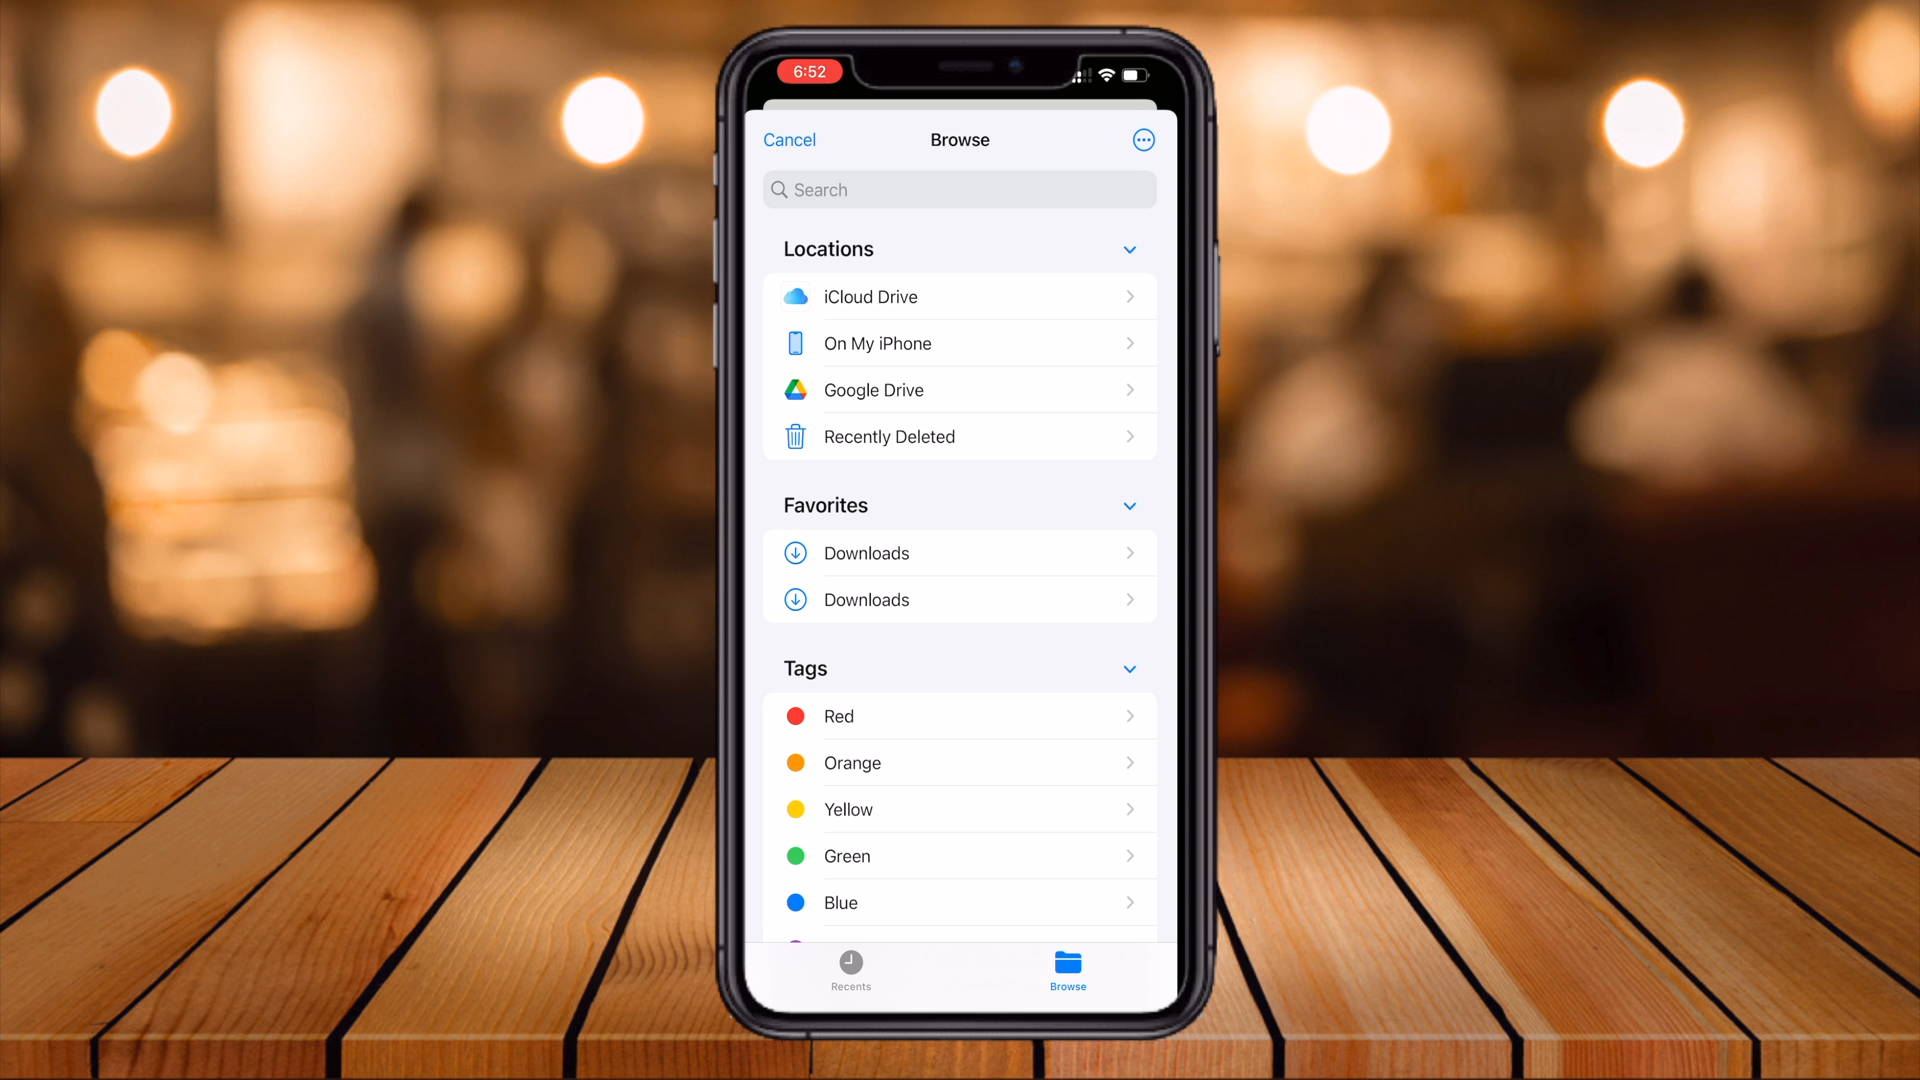 6:52
Cancel
Browse
Search
Locations
iCloud Drive
On My iPhone
Google Drive
Recently Deleted
Favorites
Downloads
Downloads
Tags
Red
Orange
Yellow
Green
Blue
Recents
Browse